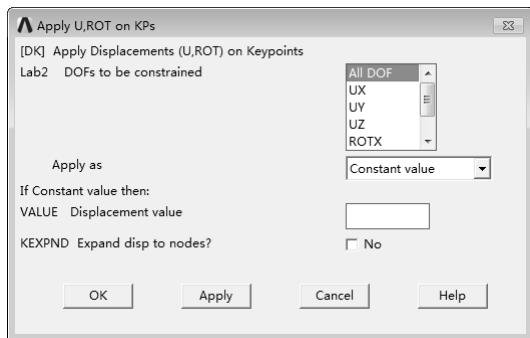 Apply U,ROT on KPs
[DK] Apply Displacements (U,ROT) on Keypoints
Lab2 DOFs to be constrained
All DOF
UX
UY
UZ
ROTX
Apply as
Constant value
If Constant value then:
VALUE Displacement value
KEXPND Expand disp to nodes?
No
OK Apply Cancel Help